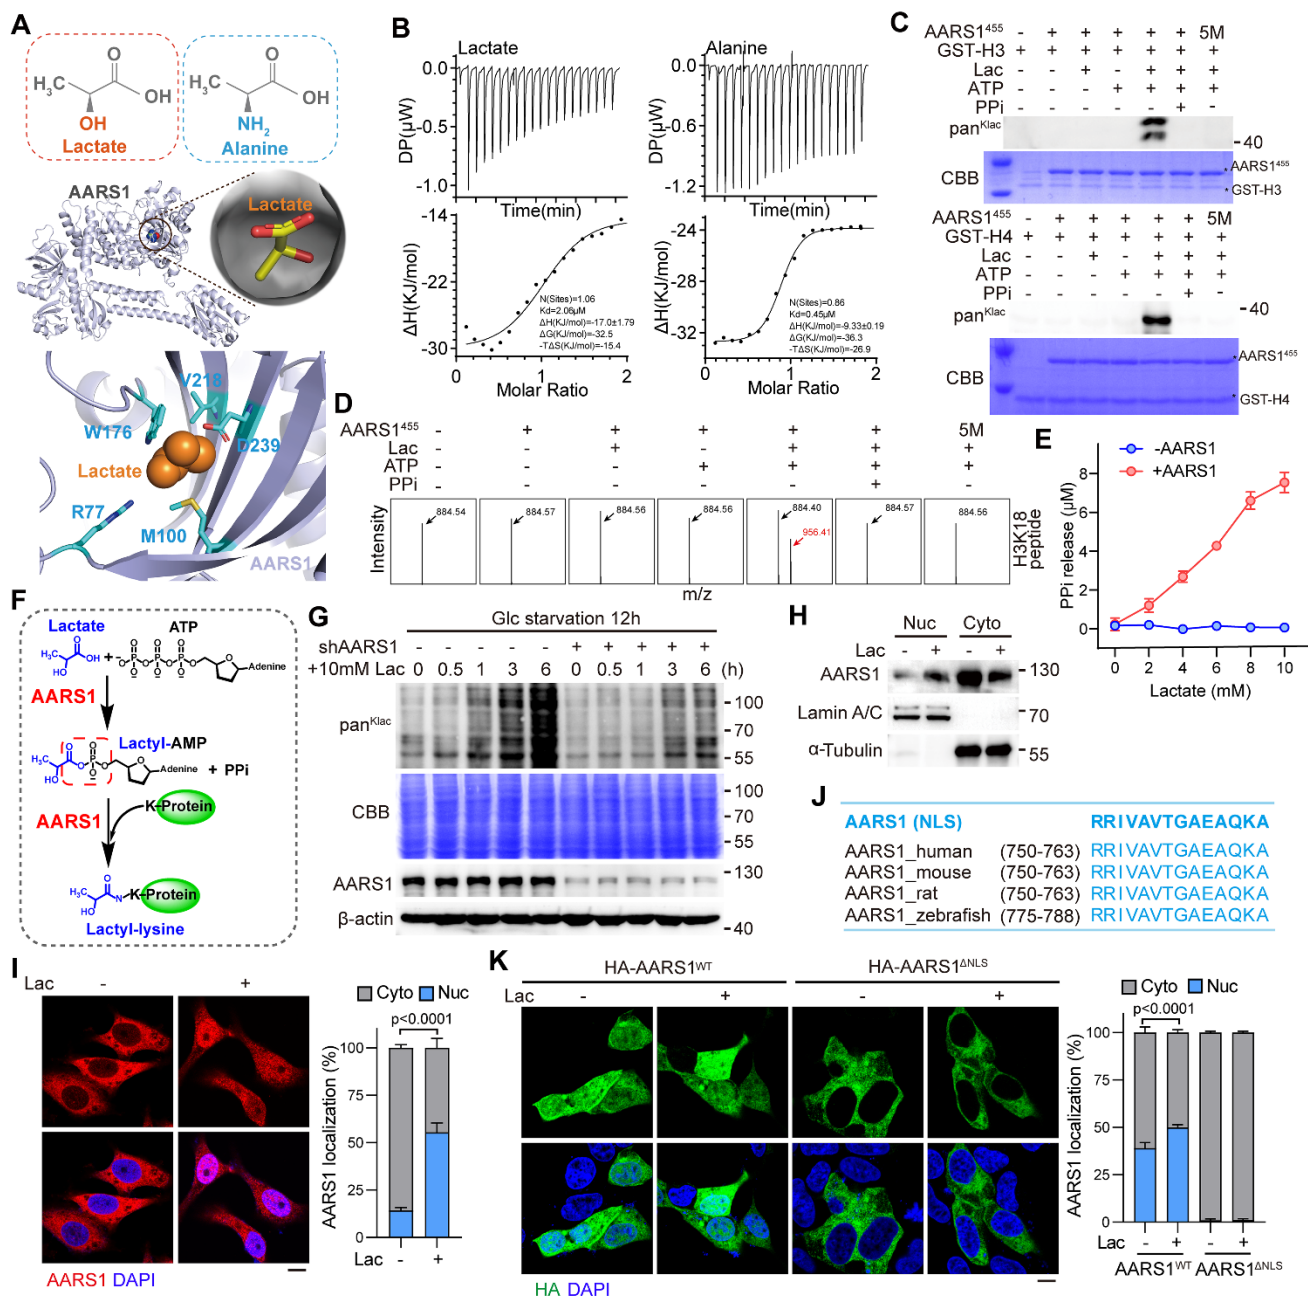 A
H₃C
O
OH
OH
Lactate
H₃C
O
OH
NH₂
Alanine
AARS1
Lactate
V218
W176
D239
Lactate
R77
M100
AARS1
B
Lactate
DP(µW)
0.0
-0.5
-1.0
Time(min)
ΔH(KJ/mol)
-14
-18
-22
-26
-30
N(Sites)=1.06
Kd=2.06µM
ΔH(KJ/mol)=-17.0±1.79
ΔG(KJ/mol)=-32.5
-TΔS(KJ/mol)=-15.4
0 1 2
Molar Ratio
Alanine
DP(µW)
0.0
-0.6
-1.2
Time(min)
ΔH(KJ/mol)
-24
-28
-32
N(Sites)=0.86
Kd=0.45µM
ΔH(KJ/mol)=-9.33±0.19
ΔG(KJ/mol)=-36.3
-TΔS(KJ/mol)=-26.9
0 1 2
Molar Ratio
C
AARS1⁴⁵⁵ - + + + + + 5M
GST-H3 + + + + + + +
Lac - - + - + + +
ATP - - - + + + +
PPi - - - - - + -
panᴷˡᵃᶜ
- 40
CBB
* AARS1⁴⁵⁵
* GST-H3
AARS1⁴⁵⁵ - + + + + + 5M
GST-H4 + + + + + + +
Lac - - + - + + +
ATP - - - + + + +
PPi - - - - - + -
panᴷˡᵃᶜ
- 40
CBB
* AARS1⁴⁵⁵
* GST-H4
D
AARS1⁴⁵⁵ - + + + + + 5M
Lac - - + - + + +
ATP - - - + + + +
PPi - - - - - + -
Intensity
884.54
884.57
884.56
884.56
884.40
956.41
884.57
884.56
H3K18 peptide
m/z
E
-AARS1
+AARS1
PPi release (µM)
8
6
4
2
0
0 2 4 6 8 10
Lactate (mM)
F
Lactate
ATP
H₃C
O
OH
OH
+
Adenine
AARS1
Lactyl-AMP
H₃C
Adenine
+ PPi
AARS1
K-Protein
H₃C
O
OH
N
K-Protein
Lactyl-lysine
G
Glc starvation 12h
shAARS1 - - - - - + + + + +
+10mM Lac 0 0.5 1 3 6 0 0.5 1 3 6 (h)
panᴷˡᵃᶜ
- 100
- 70
- 55
CBB
- 100
- 70
- 55
AARS1
- 130
β-actin
- 40
H
Nuc Cyto
Lac - + - +
AARS1
-130
Lamin A/C
- 70
α-Tubulin
- 55
J
AARS1 (NLS) RRIVAVTGAEAQKA
AARS1_human (750-763) RRIVAVTGAEAQKA
AARS1_mouse (750-763) RRIVAVTGAEAQKA
AARS1_rat (750-763) RRIVAVTGAEAQKA
AARS1_zebrafish (775-788) RRIVAVTGAEAQKA
I
Lac - +
AARS1 DAPI
Cyto Nuc
p<0.0001
AARS1 localization (%)
100
75
50
25
0
Lac - +
K
HA-AARS1ᵂᵀ HA-AARS1ᐃᴺᴸˢ
Lac - + - +
HA DAPI
Cyto Nuc
p<0.0001
AARS1 localization (%)
100
75
50
25
0
Lac - + - +
AARS1ᵂᵀ AARS1ᐃᴺᴸˢ